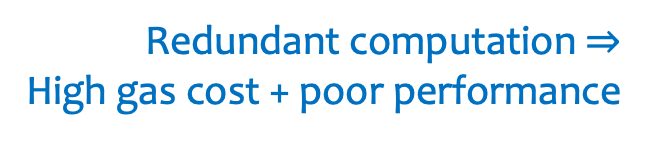 Redundant computation ⇒
High gas cost + poor performance